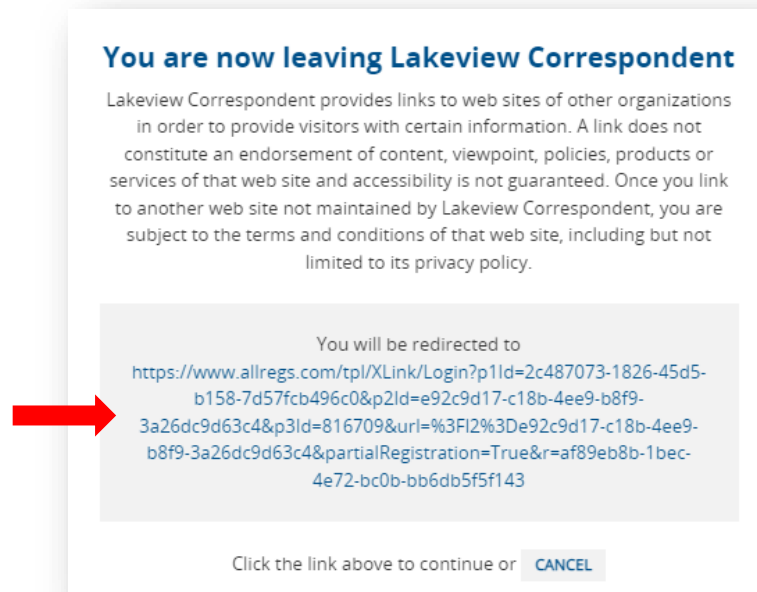 You are now leaving Lakeview Correspondent
Lakeview Correspondent provides links to web sites of other organizations
in order to provide visitors with certain information. A link does not
constitute an endorsement of content, viewpoint, policies, products or
services of that web site and accessibility is not guaranteed. Once you link
to another web site not maintained by Lakeview Correspondent, you are
subject to the terms and conditions of that web site, including but not
limited to its privacy policy.
You will be redirected to
https://www.allregs.com/tpl/XLink/Login?p1Id=2c487073-1826-45d5-
b158-7d57fcb496c0&p2Id=e92c9d17-c18b-4ee9-b8f9-
3a26dc9d63c4&p3Id=816709&url=%3Fl2%3De92c9d17-c18b-4ee9-
b8f9-3a26dc9d63c4&partialRegistration=True&r=af89eb8b-1bec-
4e72-bc0b-bb6db5f5f143
Click the link above to continue or CANCEL